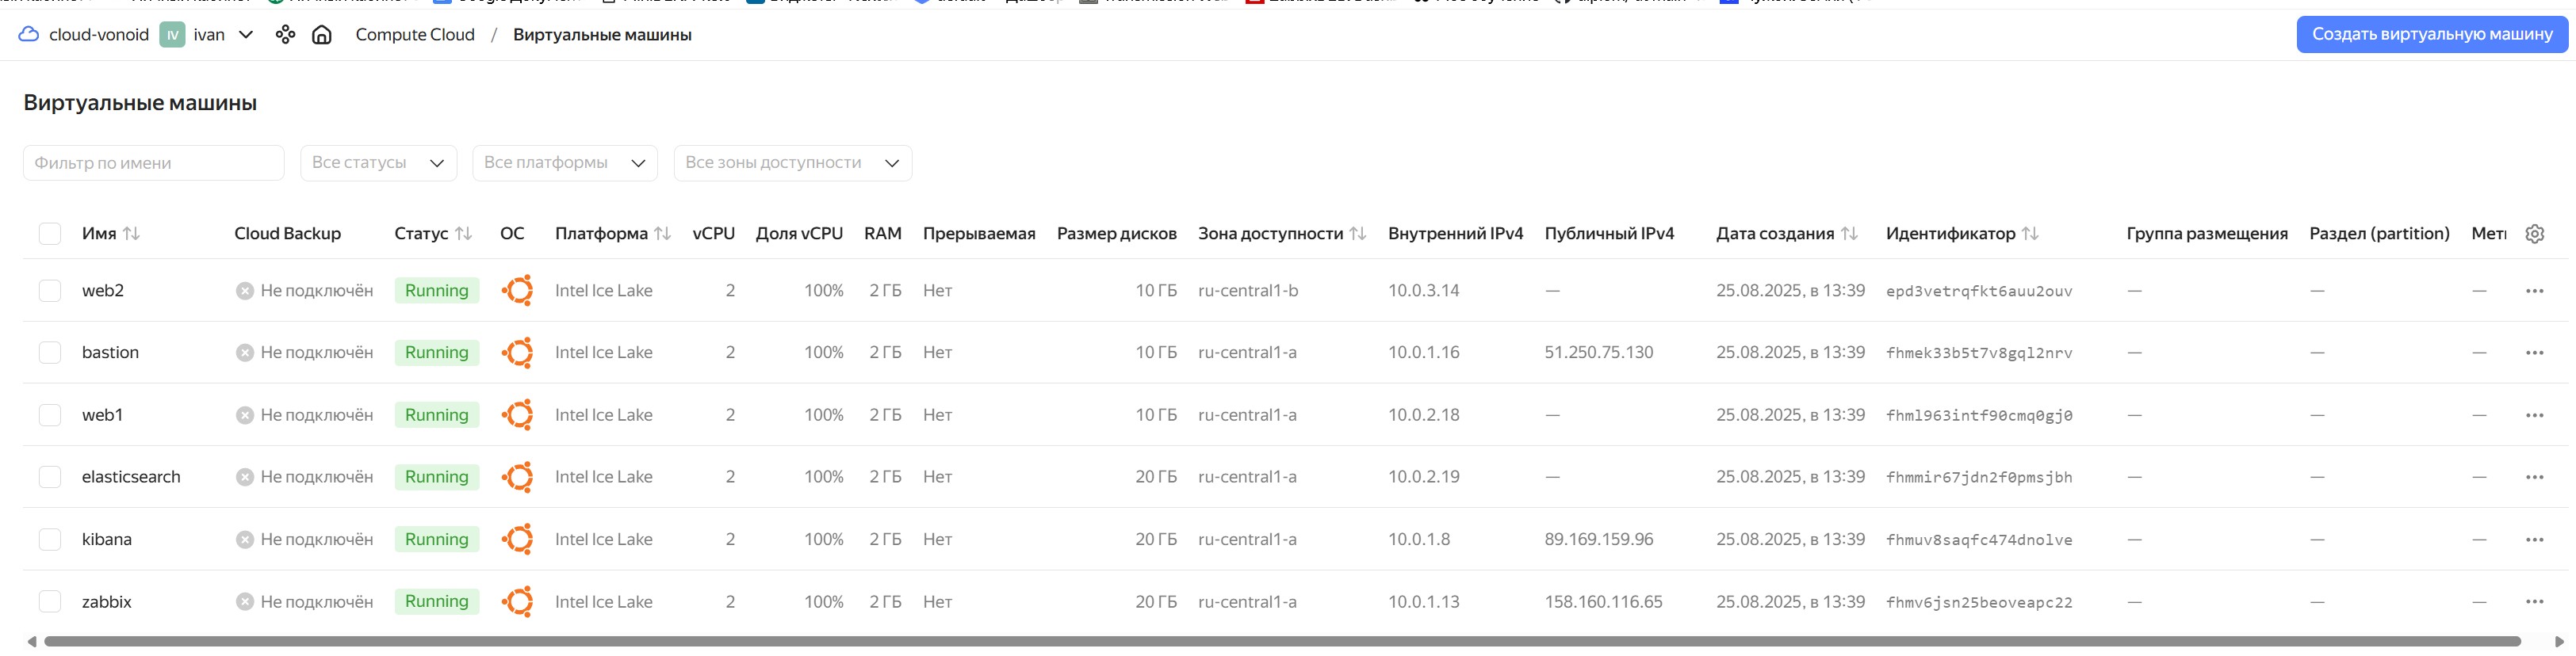 cloud-vonoid IV ivan Compute Cloud / Виртуальные машины Создать виртуальную машину
Виртуальные машины
Фильтр по имени Все статусы Все платформы Все зоны доступности
Имя Cloud Backup Статус ОС Платформа vCPU Доля vCPU RAM Прерываемая Размер дисков Зона доступности Внутренний IPv4 Публичный IPv4 Дата создания Идентификатор Группа размещения Раздел (partition)
web2 Не подключён Running Intel Ice Lake 2 100% 2 ГБ Нет 10 ГБ ru-central1-b 10.0.3.14 — 25.08.2025, в 13:39 epd3vetrqfkt6auu2ouv — — —
bastion Не подключён Running Intel Ice Lake 2 100% 2 ГБ Нет 10 ГБ ru-central1-a 10.0.1.16 51.250.75.130 25.08.2025, в 13:39 fhmek33b5t7v8gql2nrv — — —
web1 Не подключён Running Intel Ice Lake 2 100% 2 ГБ Нет 10 ГБ ru-central1-a 10.0.2.18 — 25.08.2025, в 13:39 fhml963intf90cmq0gj0 — — —
elasticsearch Не подключён Running Intel Ice Lake 2 100% 2 ГБ Нет 20 ГБ ru-central1-a 10.0.2.19 — 25.08.2025, в 13:39 fhmmir67jdn2f0pmsjbh — — —
kibana Не подключён Running Intel Ice Lake 2 100% 2 ГБ Нет 20 ГБ ru-central1-a 10.0.1.8 89.169.159.96 25.08.2025, в 13:39 fhmuv8saqfc474dnolve — — —
zabbix Не подключён Running Intel Ice Lake 2 100% 2 ГБ Нет 20 ГБ ru-central1-a 10.0.1.13 158.160.116.65 25.08.2025, в 13:39 fhmv6jsn25beoveapc22 — — —